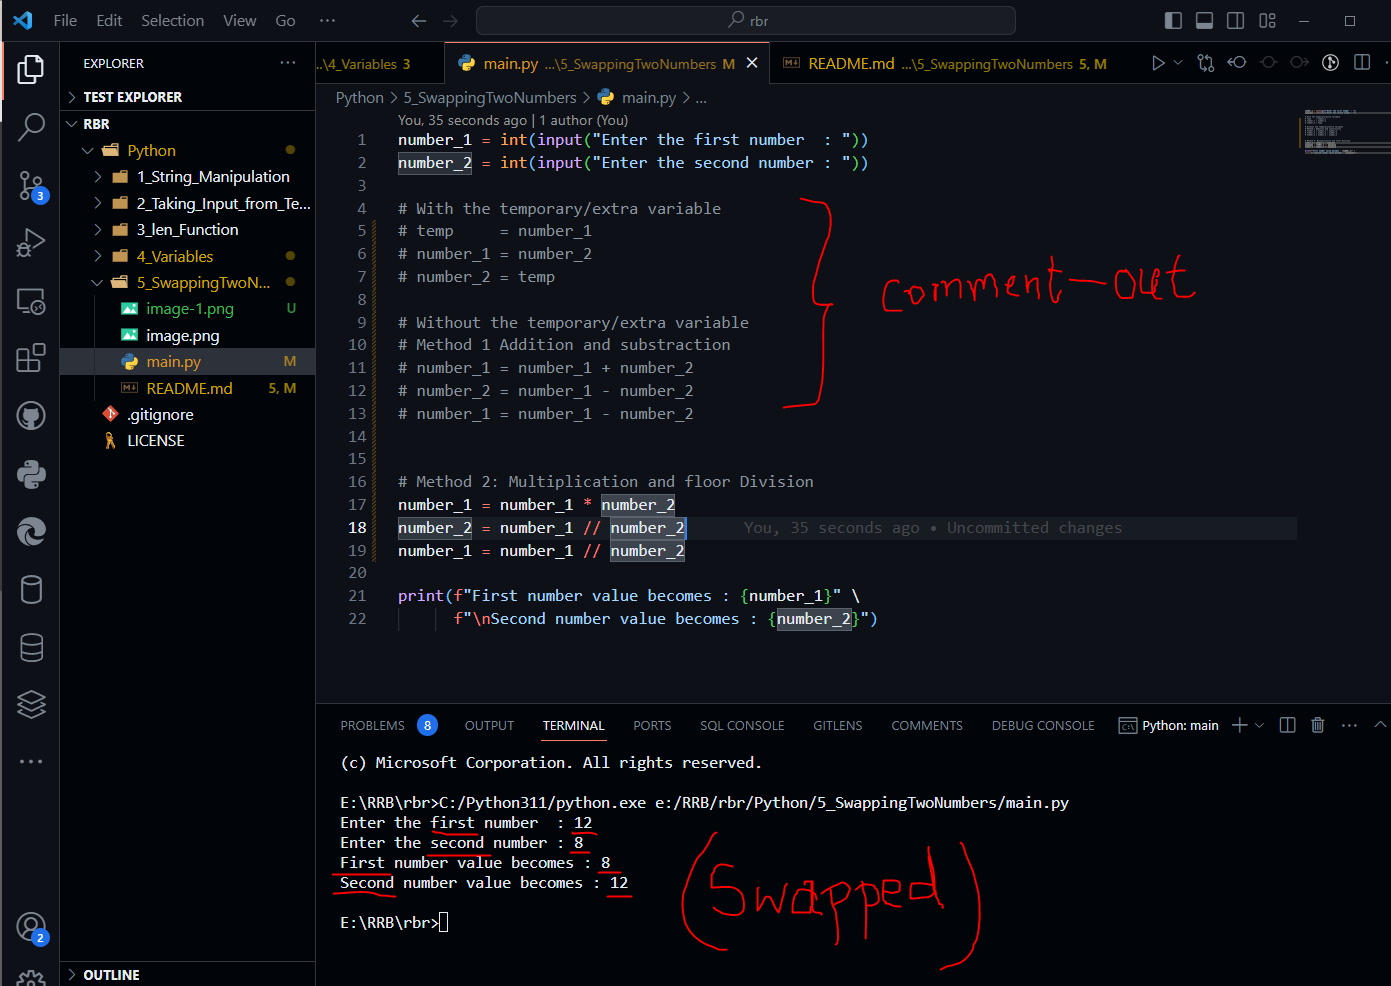 File Edit Selection View Go ··· rbr
EXPLORER ···
TEST EXPLORER
RBR
Python
1_String_Manipulation
2_Taking_Input_from_Te...
3_len_Function
4_Variables
5_SwappingTwoN...
image-1.png U
image.png
main.py M
README.md 5, M
.gitignore
LICENSE
OUTLINE
3
2
..\4_Variables 3
main.py ...\5_SwappingTwoNumbers M
README.md ...\5_SwappingTwoNumbers 5, M
Python > 5_SwappingTwoNumbers > main.py > ...
You, 35 seconds ago | 1 author (You)
1 number_1 = int(input("Enter the first number  : "))
2 number_2 = int(input("Enter the second number : "))
3
4 # With the temporary/extra variable
5 # temp     = number_1
6 # number_1 = number_2
7 # number_2 = temp
8
9 # Without the temporary/extra variable
10 # Method 1 Addition and substraction
11 # number_1 = number_1 + number_2
12 # number_2 = number_1 - number_2
13 # number_1 = number_1 - number_2
14
15
16 # Method 2: Multiplication and floor Division
17 number_1 = number_1 * number_2
18 number_2 = number_1 // number_2 You, 35 seconds ago • Uncommitted changes
19 number_1 = number_1 // number_2
20
21 print(f"First number value becomes : {number_1}" \
22 f"\nSecond number value becomes : {number_2}")
comment-out
PROBLEMS 8 OUTPUT TERMINAL PORTS SQL CONSOLE GITLENS COMMENTS DEBUG CONSOLE Python: main
(c) Microsoft Corporation. All rights reserved.
E:\RRB\rbr>C:/Python311/python.exe e:/RRB/rbr/Python/5_SwappingTwoNumbers/main.py
Enter the first number  : 12
Enter the second number : 8
First number value becomes : 8
Second number value becomes : 12
E:\RRB\rbr>
(Swapped)